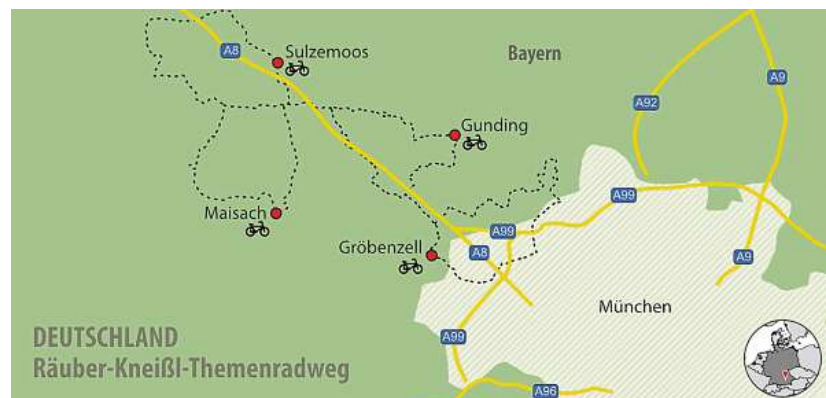 A8
Sulzemoos
Bayern
A9
A92
Gunding
A99
Maisach
A99
Gröbenzell
A8
A9
München
DEUTSCHLAND
Räuber-Kneißl-Themenradweg
A99
A96